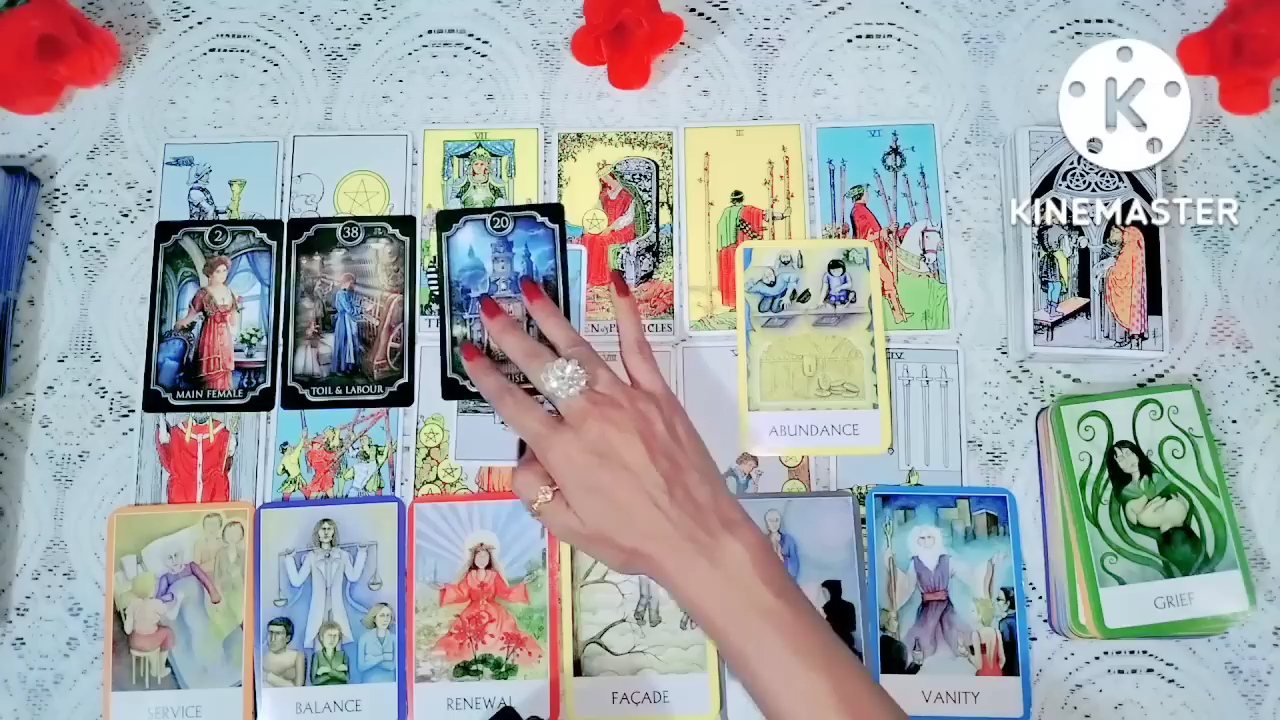 VII
III
VI
K
KINEMASTER
2
MAIN FEMALE
38
TOIL & LABOUR
20
ABUNDANCE
GRIEF
SERVICE
BALANCE
RENEWAL
FAÇADE
VANITY